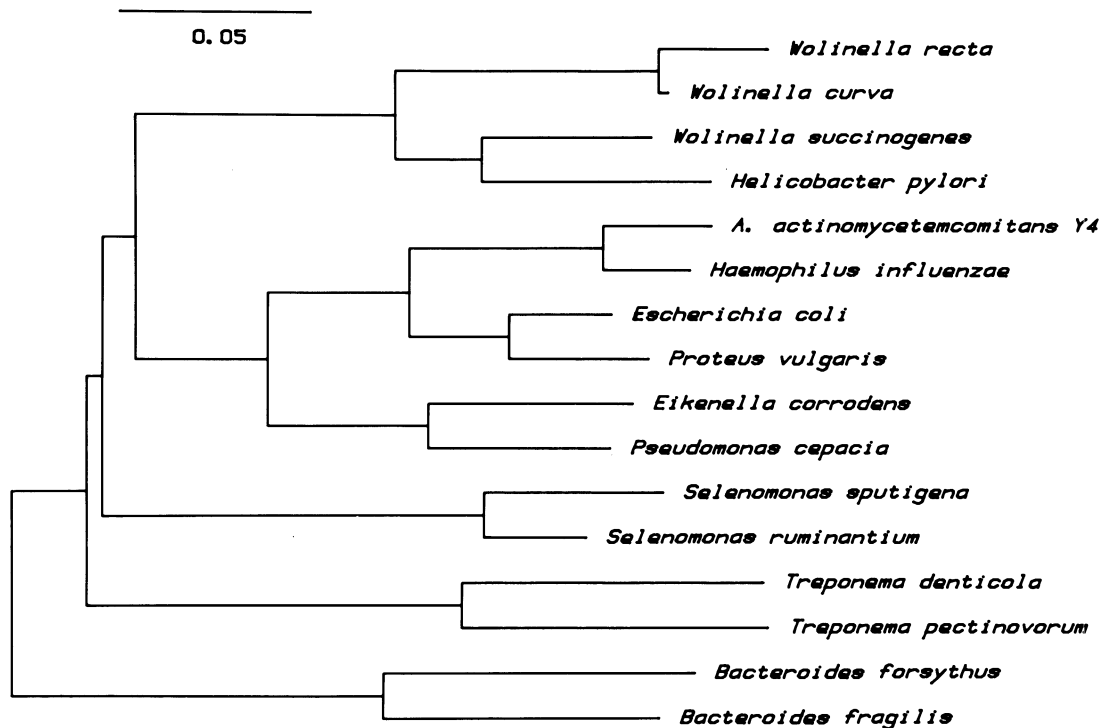 0.05
Wolinella recta
Wolinella curva
Wolinella succinogenes
Helicobacter pylori
A. actinomycetemcomitans Y4
Haemophilus influenzae
Escherichia coli
Proteus vulgaris
Eikenella corrodens
Pseudomonas cepacia
Selenomonas sputigena
Selenomonas ruminantium
Treponema denticola
Treponema pectinovorum
Bacteroides forsythus
Bacteroides fragilis